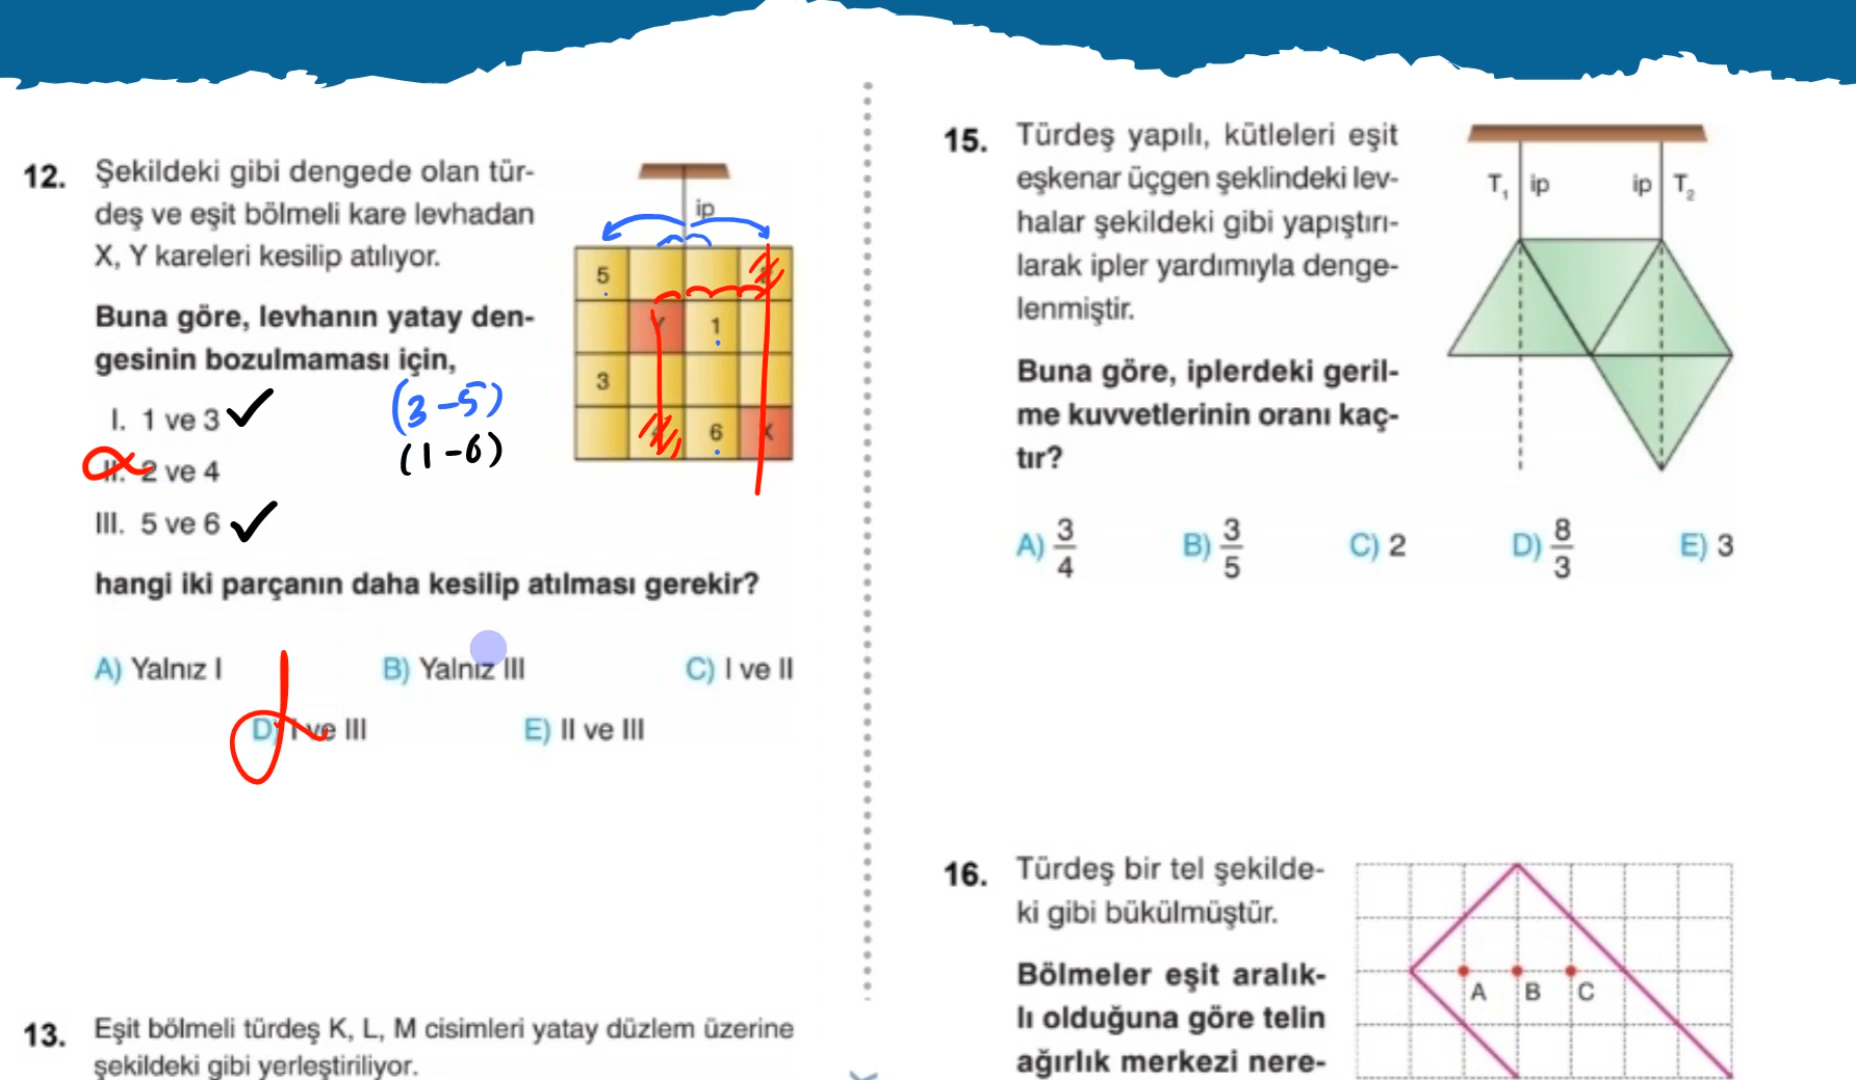 12. Şekildeki gibi dengede olan tür-
deş ve eşit bölmeli kare levhadan
X, Y kareleri kesilip atılıyor.
Buna göre, levhanın yatay den-
gesinin bozulmaması için,
I. 1 ve 3
II. 2 ve 4
III. 5 ve 6
(3-5)
(1-6)
hangi iki parçanın daha kesilip atılması gerekir?
A) Yalnız I
B) Yalnız III
C) I ve II
D) I ve III
E) II ve III
ip
5
Y
1
3
6
X
13. Eşit bölmeli türdeş K, L, M cisimleri yatay düzlem üzerine
şekildeki gibi yerleştiriliyor.
15. Türdeş yapılı, kütleleri eşit
eşkenar üçgen şeklindeki lev-
halar şekildeki gibi yapıştırı-
larak ipler yardımıyla denge-
lenmiştir.
Buna göre, iplerdeki geril-
me kuvvetlerinin oranı kaç-
tır?
T₁ ip
ip T₂
A) 3/4
B) 3/5
C) 2
D) 8/3
E) 3
16. Türdeş bir tel şekilde-
ki gibi bükülmüştür.
Bölmeler eşit aralık-
lı olduğuna göre telin
ağırlık merkezi nere-
A
B
C